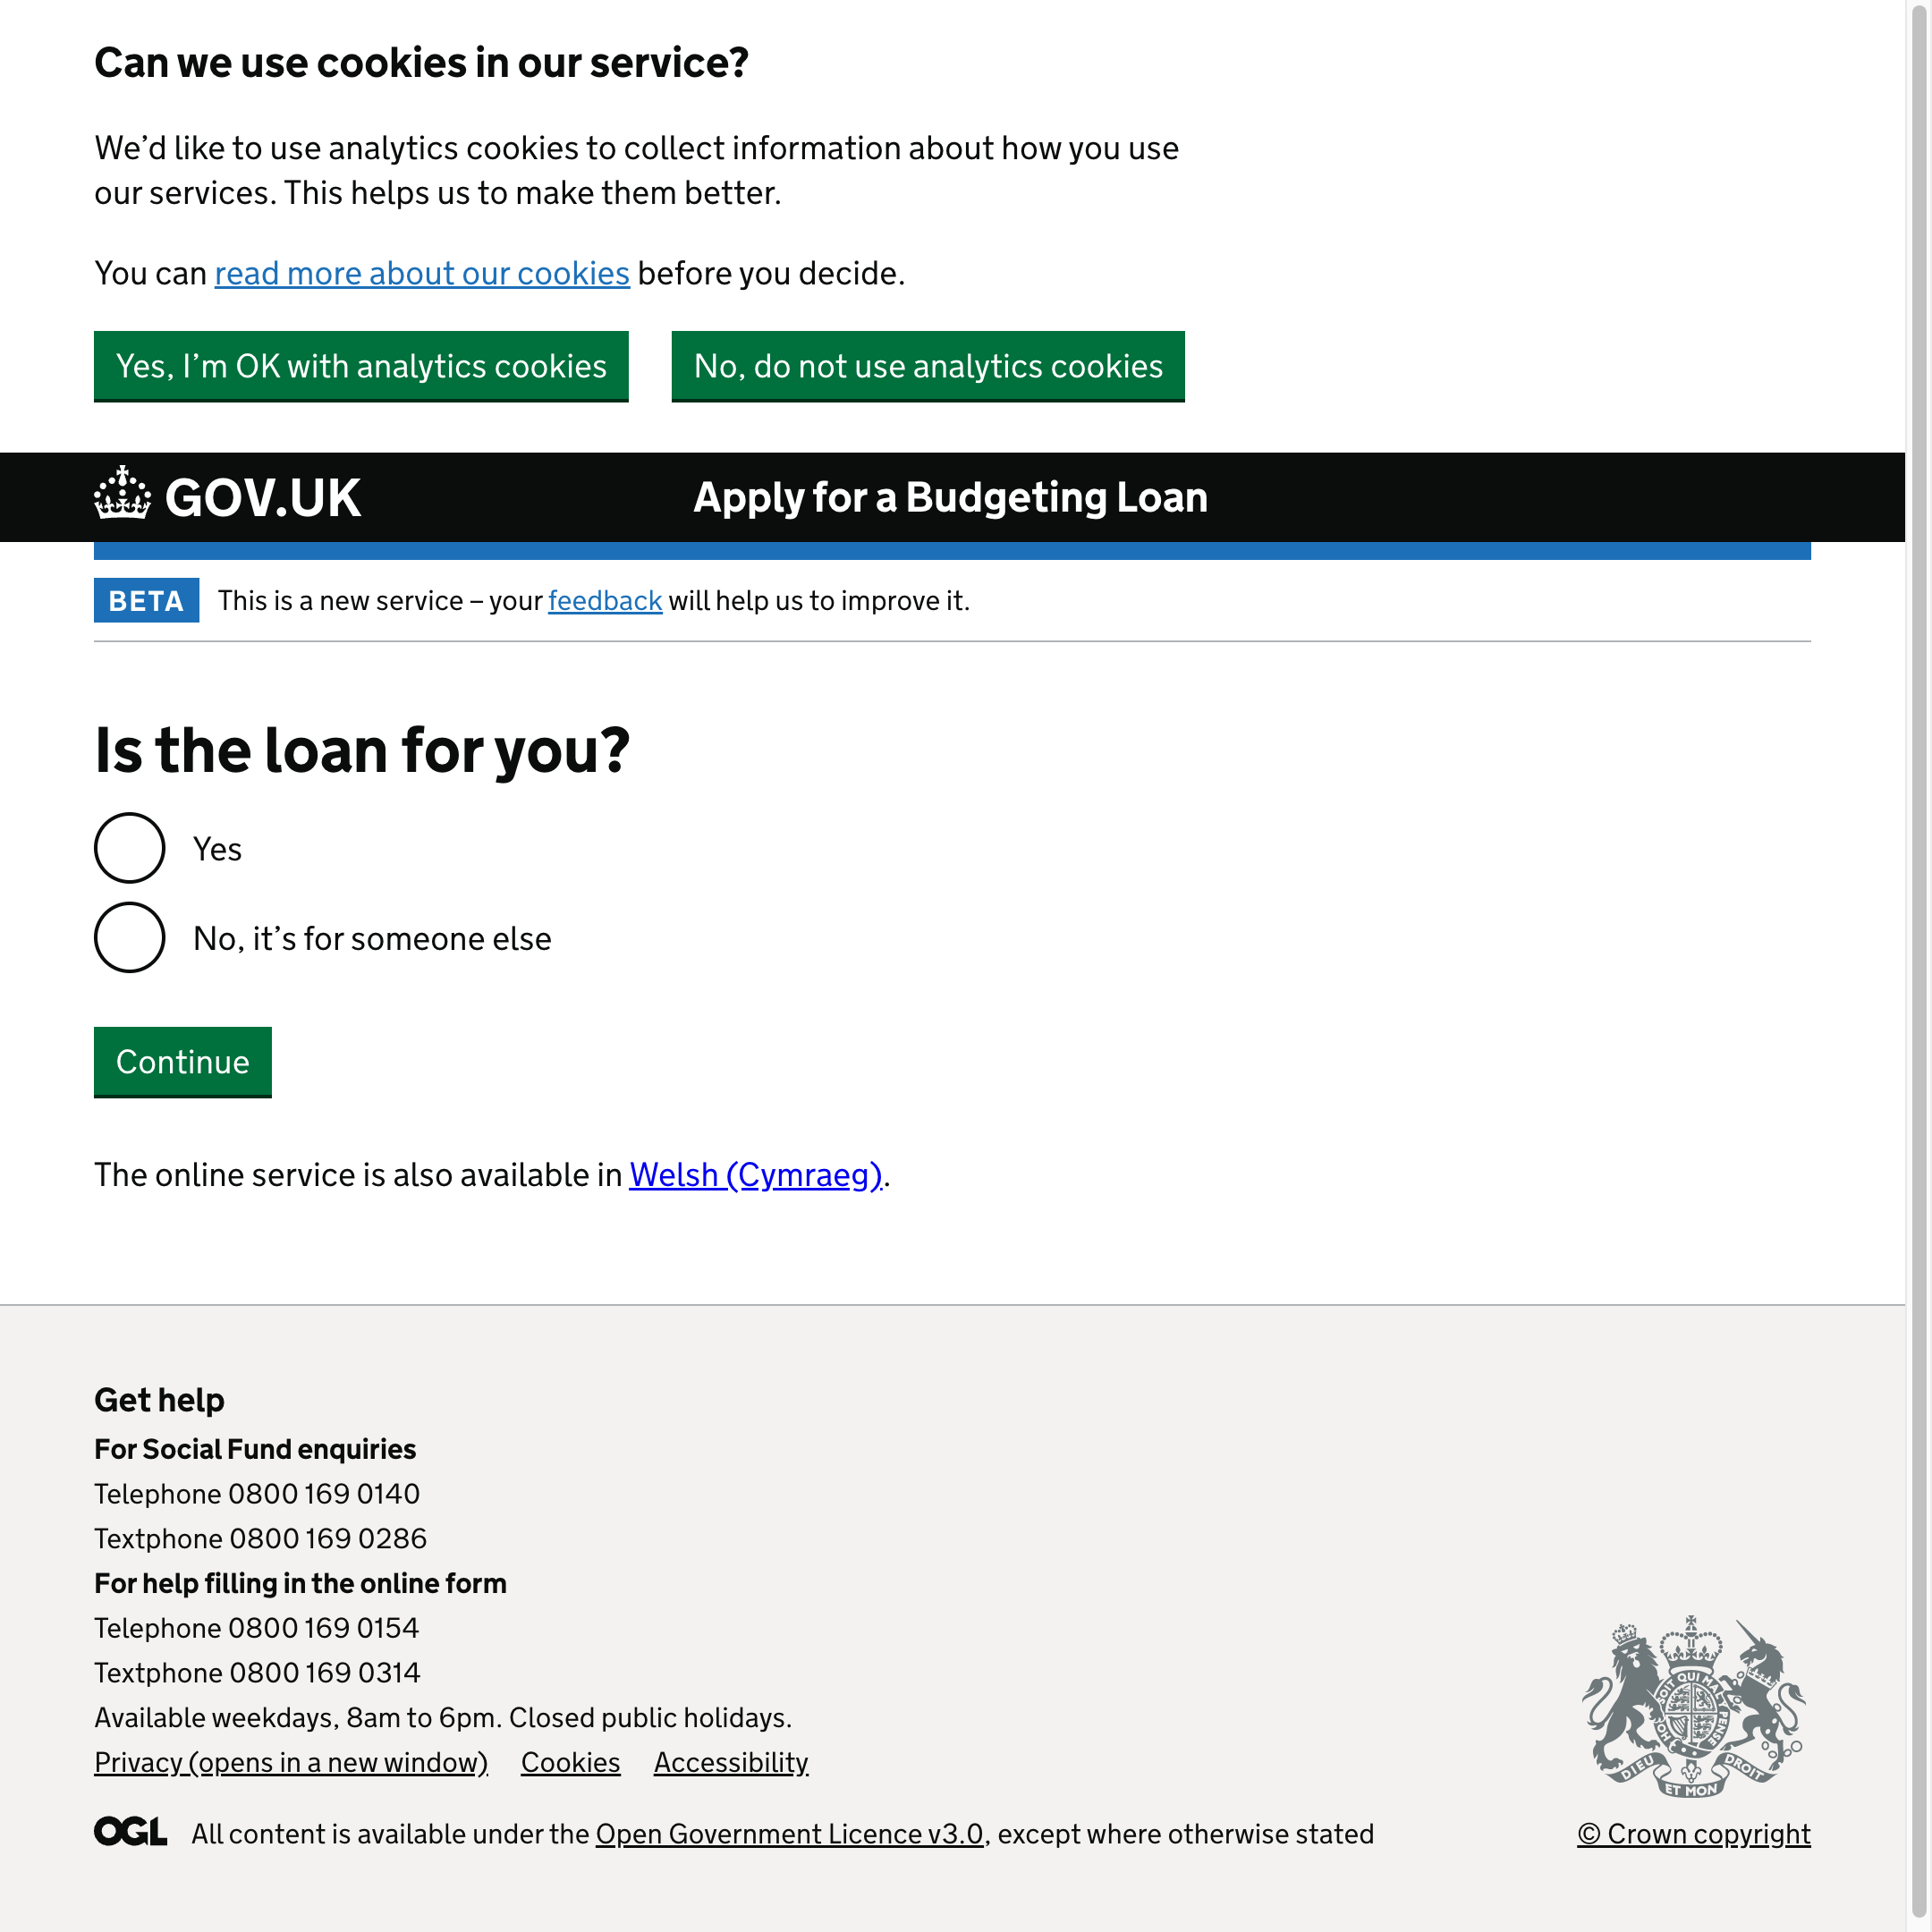 Can we use cookies in our service?
We’d like to use analytics cookies to collect information about how you use
our services. This helps us to make them better.
You can read more about our cookies before you decide.
Yes, I’m OK with analytics cookies
No, do not use analytics cookies
GOV.UK
Apply for a Budgeting Loan
BETA
This is a new service – your feedback will help us to improve it.
Is the loan for you?
Yes
No, it’s for someone else
Continue
The online service is also available in Welsh (Cymraeg).
Get help
For Social Fund enquiries
Telephone 0800 169 0140
Textphone 0800 169 0286
For help filling in the online form
Telephone 0800 169 0154
Textphone 0800 169 0314
Available weekdays, 8am to 6pm. Closed public holidays.
Privacy (opens in a new window) Cookies Accessibility
SOIT QUI MAL Y PENSE
DIEU ET MON DROIT
OGL All content is available under the Open Government Licence v3.0, except where otherwise stated
© Crown copyright